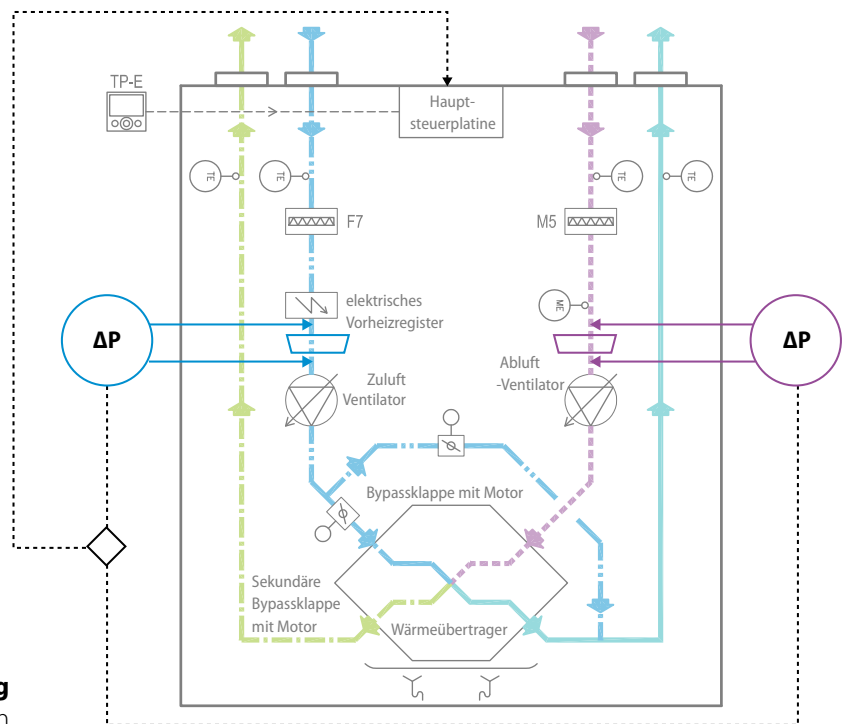 TP-E
Haupt-
steuerplatine
TE
TE
TE
TE
F7
M5
elektrisches
Vorheizregister
ME
ΔP
ΔP
Zuluft
Ventilator
Abluft
-Ventilator
Bypassklappe mit Motor
Sekundäre
Bypassklappe
mit Motor
Wärmeübertrager
g
n